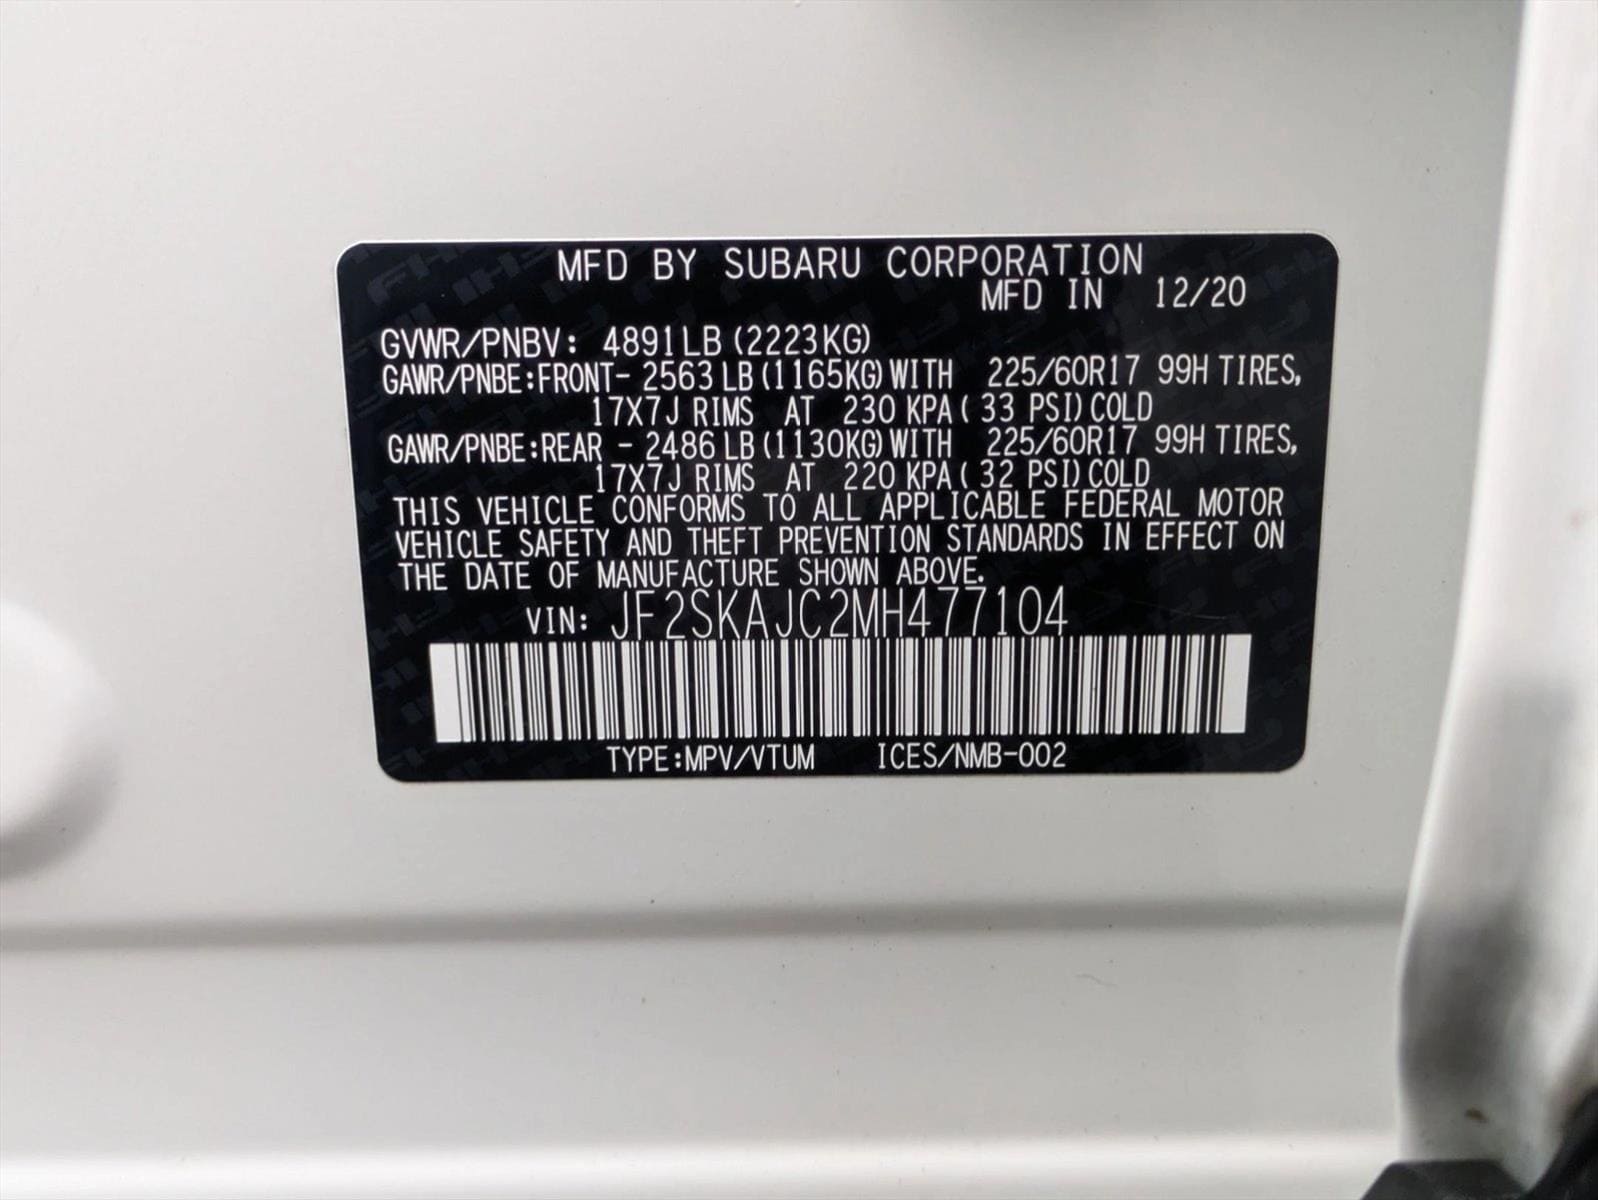 MFD BY SUBARU CORPORATION
MFD IN 12/20
GVWR/PNBV: 4891LB (2223KG)
GAWR/PNBE:FRONT- 2563 LB (1165KG) WITH 225/60R17 99H TIRES,
17X7J RIMS AT 230 KPA ( 33 PSI) COLD
GAWR/PNBE:REAR - 2486 LB (1130KG) WITH 225/60R17 99H TIRES,
17X7J RIMS AT 220 KPA ( 32 PSI) COLD
THIS VEHICLE CONFORMS TO ALL APPLICABLE FEDERAL MOTOR
VEHICLE SAFETY AND THEFT PREVENTION STANDARDS IN EFFECT ON
THE DATE OF MANUFACTURE SHOWN ABOVE.
VIN: JF2SKAJC2MH477104
TYPE:MPV/VTUM ICES/NMB-002